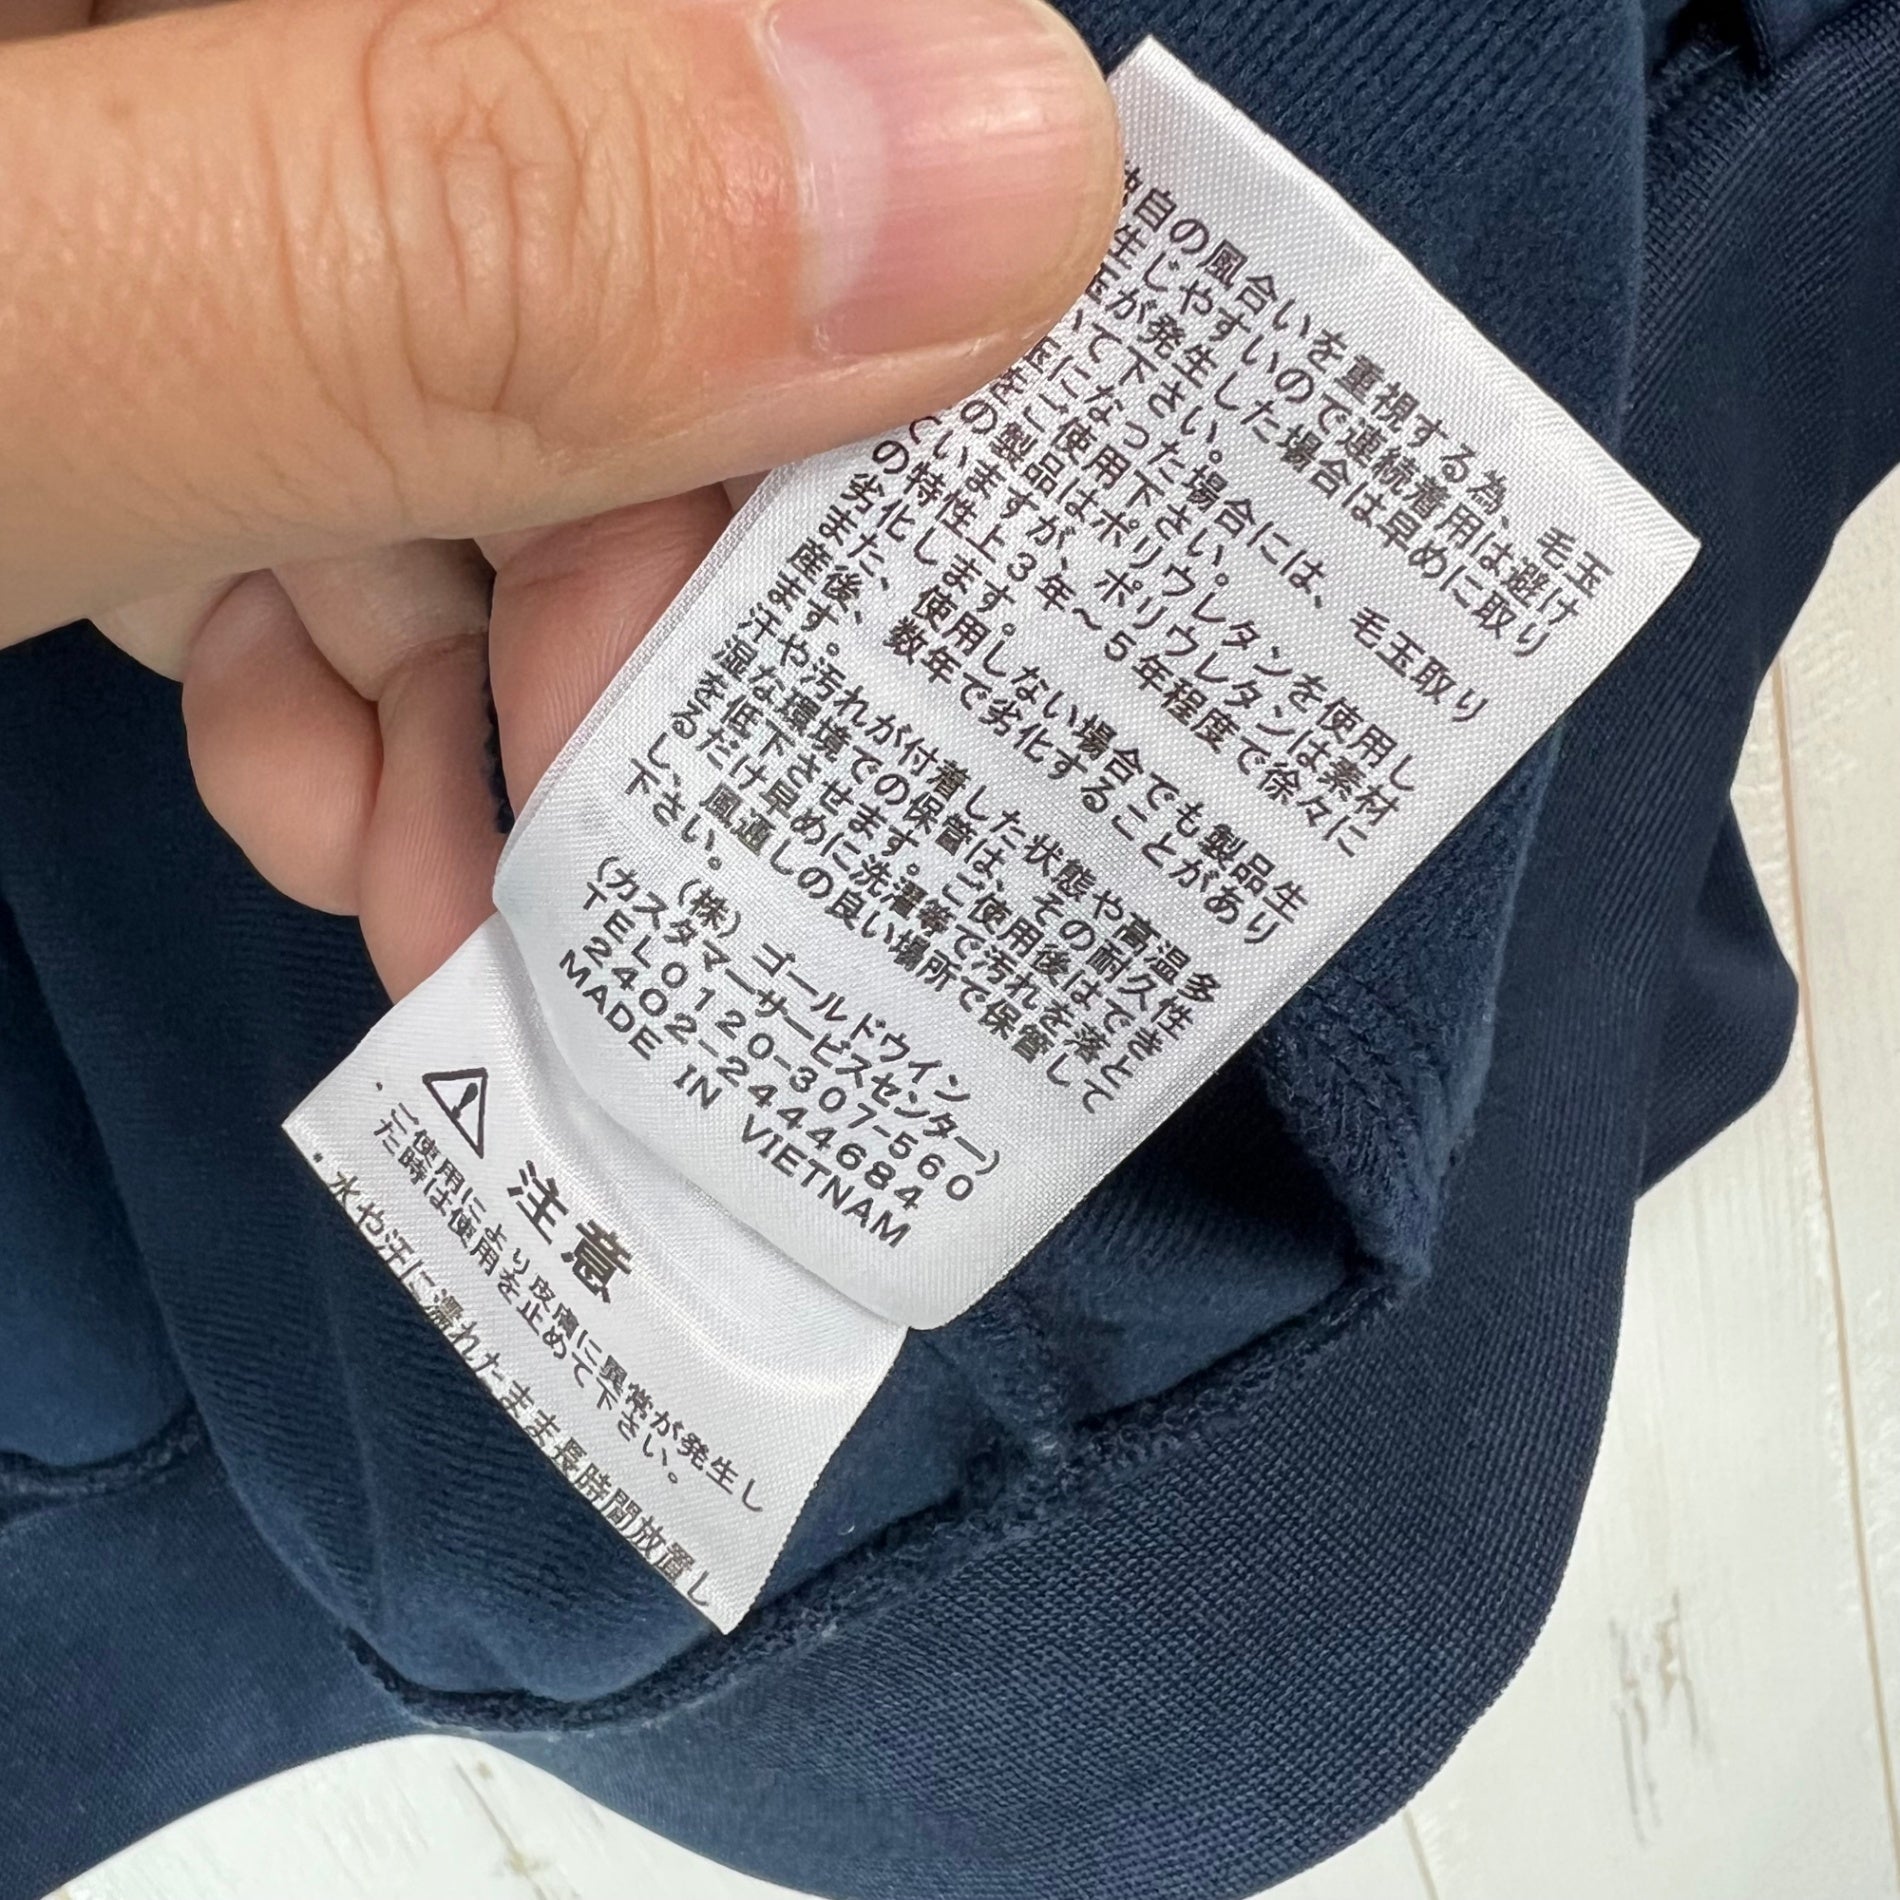 独自の風合いを重視する為、毛玉
生じやすいので連続着用は避け
玉が発生した場合は早めに取り
いて下さい。
玉になった場合には、毛玉取り
をご使用下さい。
の製品はポリウレタンを使用し
ていますが、ポリウレタンは素材
の特性上3年～5年程度で徐々に
劣化します。
また、使用しない場合でも製品生
産後、数年で劣化することがあり
ます。
汗や汚れが付着した状態や高温多
湿な環境での保管は、その耐久性
を低下させます。ご使用後はでき
るだけ早めに洗濯等で汚れを落と
し、風通しの良い場所で保管して
下さい。
(株)ゴールドウイン
(カスタマーサービスセンター)
TEL0120-307-560
2402-2444684
MADE IN VIETNAM
注意
・ご使用により皮膚に異常が発生し
た時は使用を止めて下さい。
・水や汗に濡れたまま長時間放置し